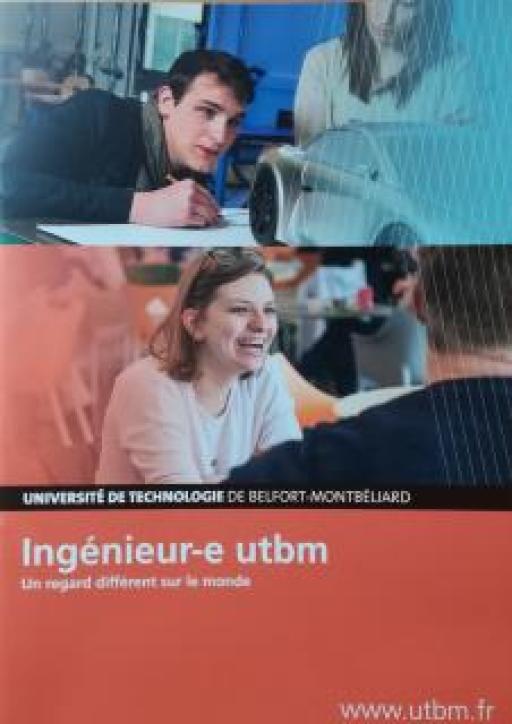 UNIVERSITÉ DE TECHNOLOGIE DE BELFORT-MONTBÉLIARD
Ingénieur-e utbm
Un regard différent sur le monde
www.utbm.fr